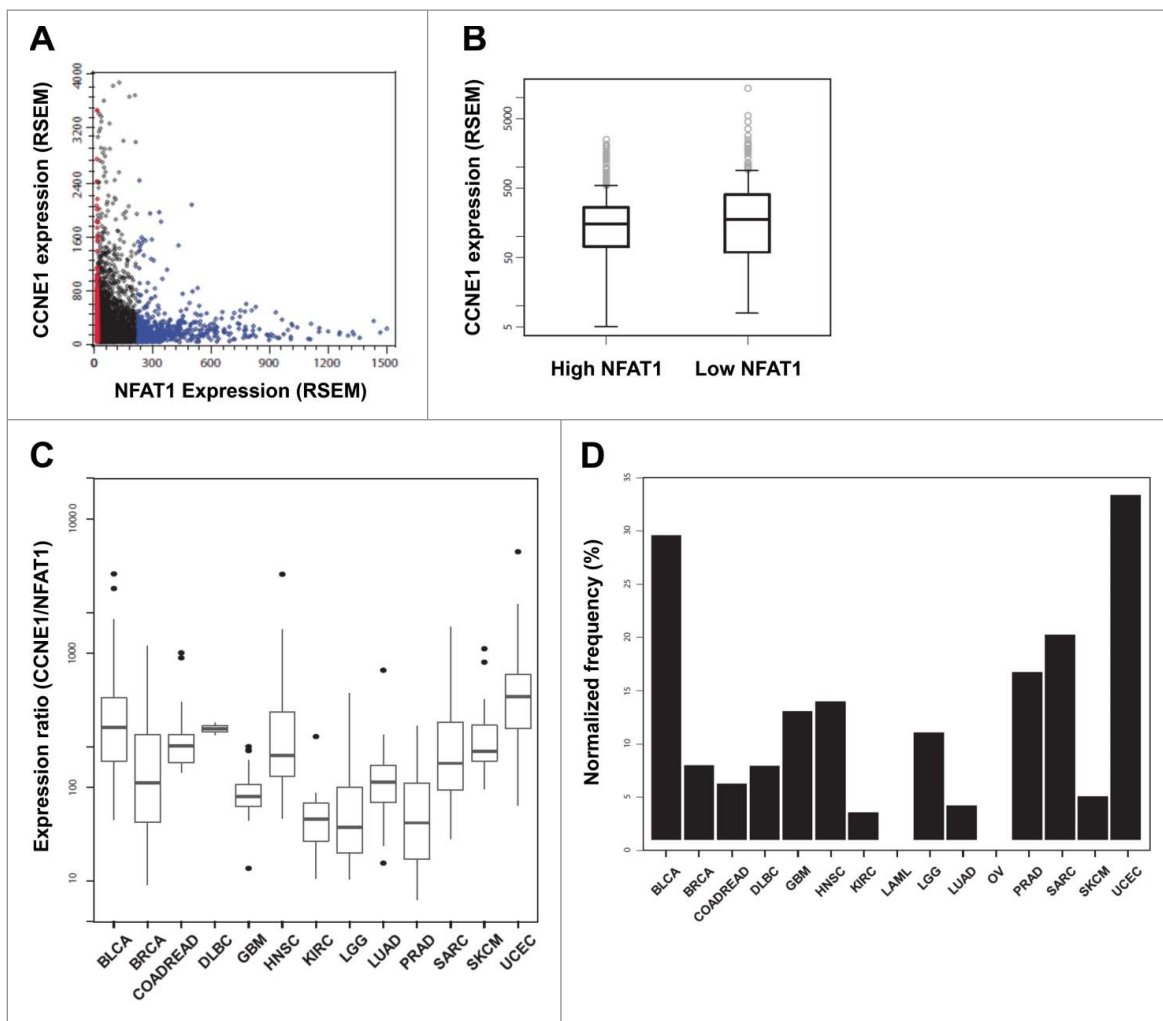 A
CCNE1 expression (RSEM)
4000
3200
2400
1600
800
0
0 300 600 900 1200 1500
NFAT1 Expression (RSEM)
B
CCNE1 expression (RSEM)
5000
500
50
5
High NFAT1 Low NFAT1
C
Expression ratio (CCNE1/NFAT1)
10000
1000
100
10
BLCA BRCA COADREAD DLBC GBM HNSC KIRC LGG LUAD PRAD SARC SKCM UCEC
D
Normalized frequency (%)
35
30
25
20
15
10
5
0
BLCA BRCA COADREAD DLBC GBM HNSC KIRC LAML LGG LUAD OV PRAD SARC SKCM UCEC